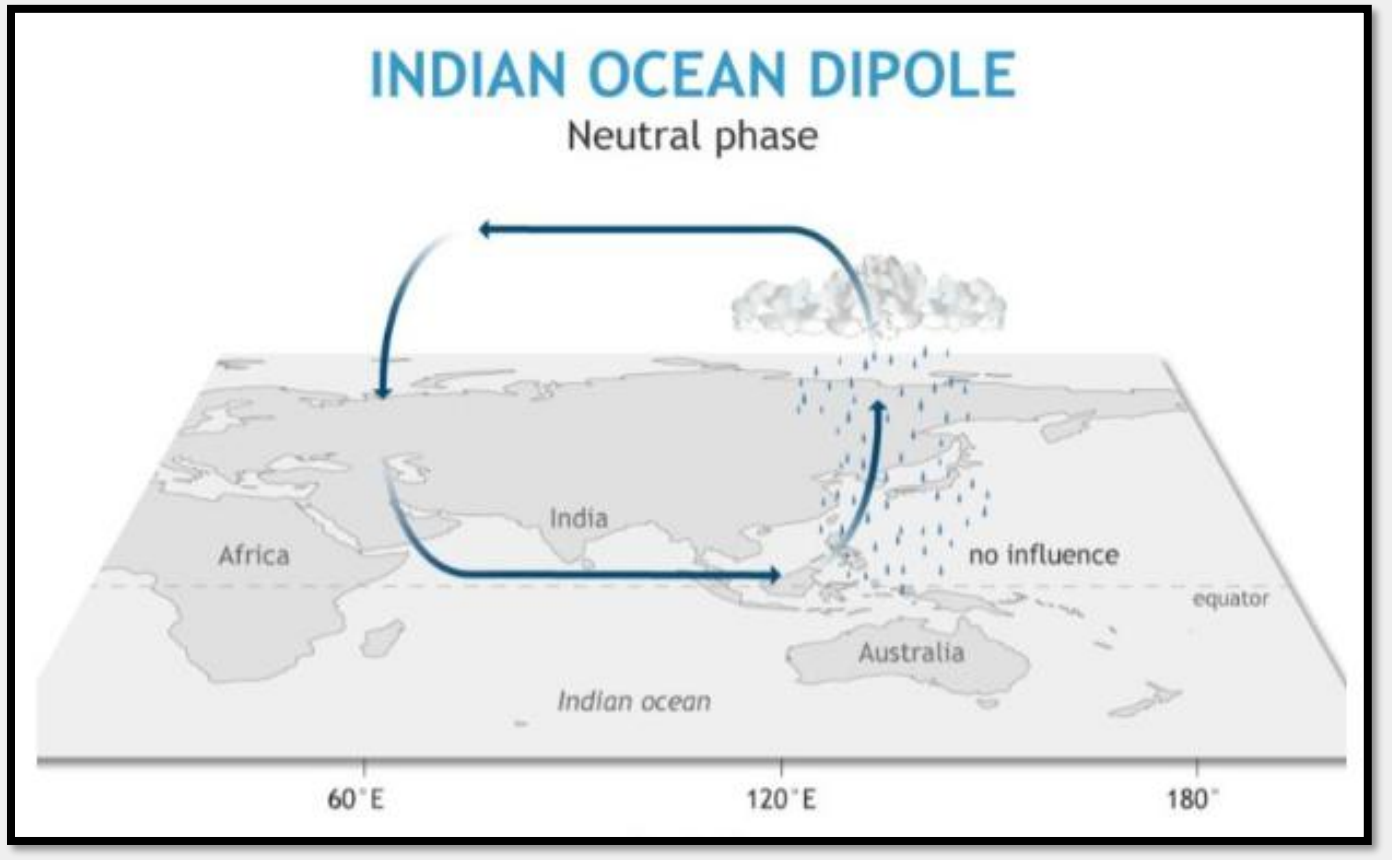 INDIAN OCEAN DIPOLE
Neutral phase
India
Africa
no influence
equator
Australia
Indian ocean
60°E
120°E
180°